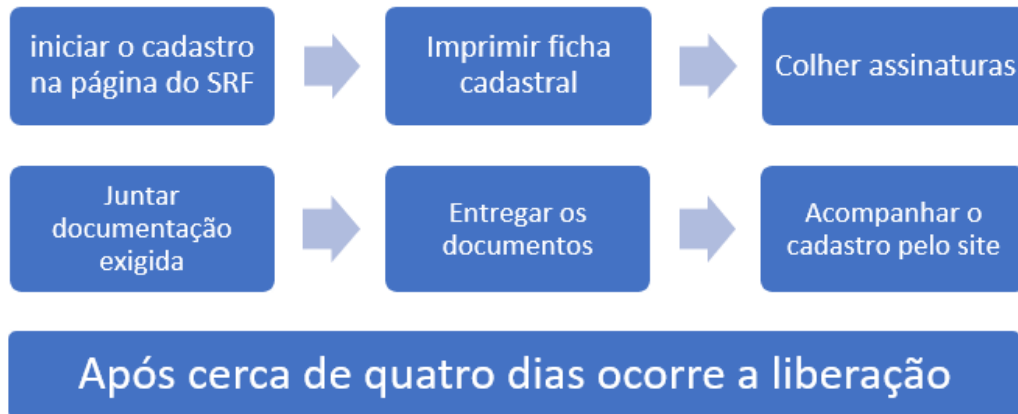 iniciar o cadastro
na página do SRF
Imprimir ficha
cadastral
Colher assinaturas
Juntar
documentação
exigida
Entregar os
documentos
Acompanhar o
cadastro pelo site
Após cerca de quatro dias ocorre a liberação